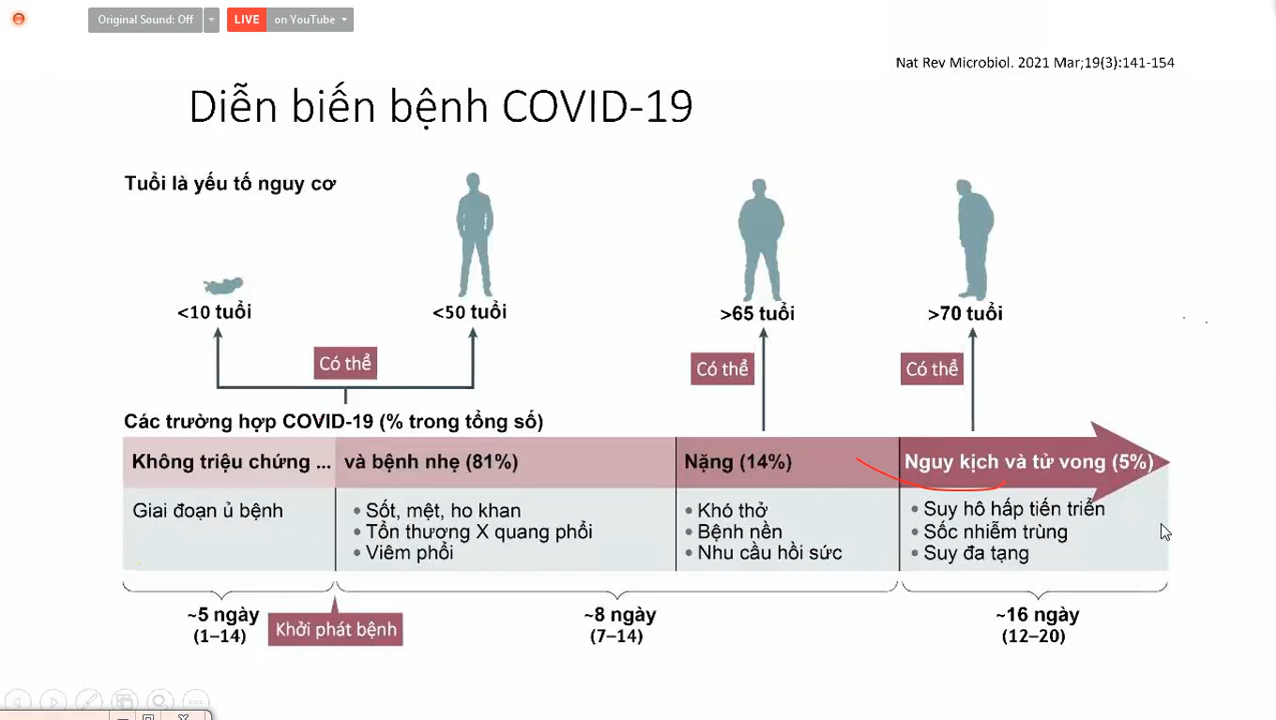 Original Sound: Off
LIVE on YouTube
Nat Rev Microbiol. 2021 Mar;19(3):141-154
Diễn biến bệnh COVID-19
Tuổi là yếu tố nguy cơ
<10 tuổi
<50 tuổi
>65 tuổi
>70 tuổi
Có thể
Có thể
Có thể
Các trường hợp COVID-19 (% trong tổng số)
Không triệu chứng ... và bệnh nhẹ (81%)
Nặng (14%)
Nguy kịch và tử vong (5%)
Giai đoạn ủ bệnh
• Sốt, mệt, ho khan
• Tổn thương X quang phổi
• Viêm phổi
• Khó thở
• Bệnh nền
• Nhu cầu hồi sức
• Suy hô hấp tiến triển
• Sốc nhiễm trùng
• Suy đa tạng
~5 ngày
(1–14)
Khởi phát bệnh
~8 ngày
(7–14)
~16 ngày
(12–20)